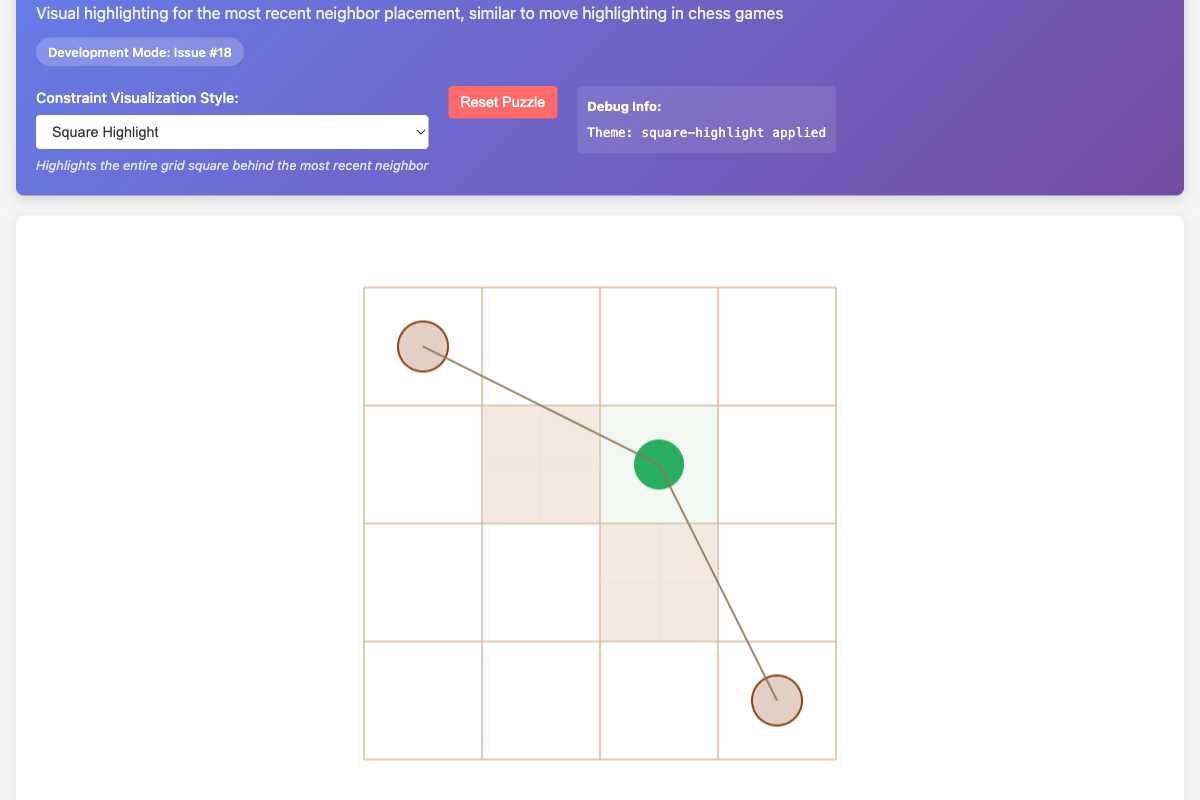 Visual highlighting for the most recent neighbor placement, similar to move highlighting in chess games
Development Mode: Issue #18
Constraint Visualization Style:
Square Highlight
Highlights the entire grid square behind the most recent neighbor
Reset Puzzle
Debug Info:
Theme: square-highlight applied